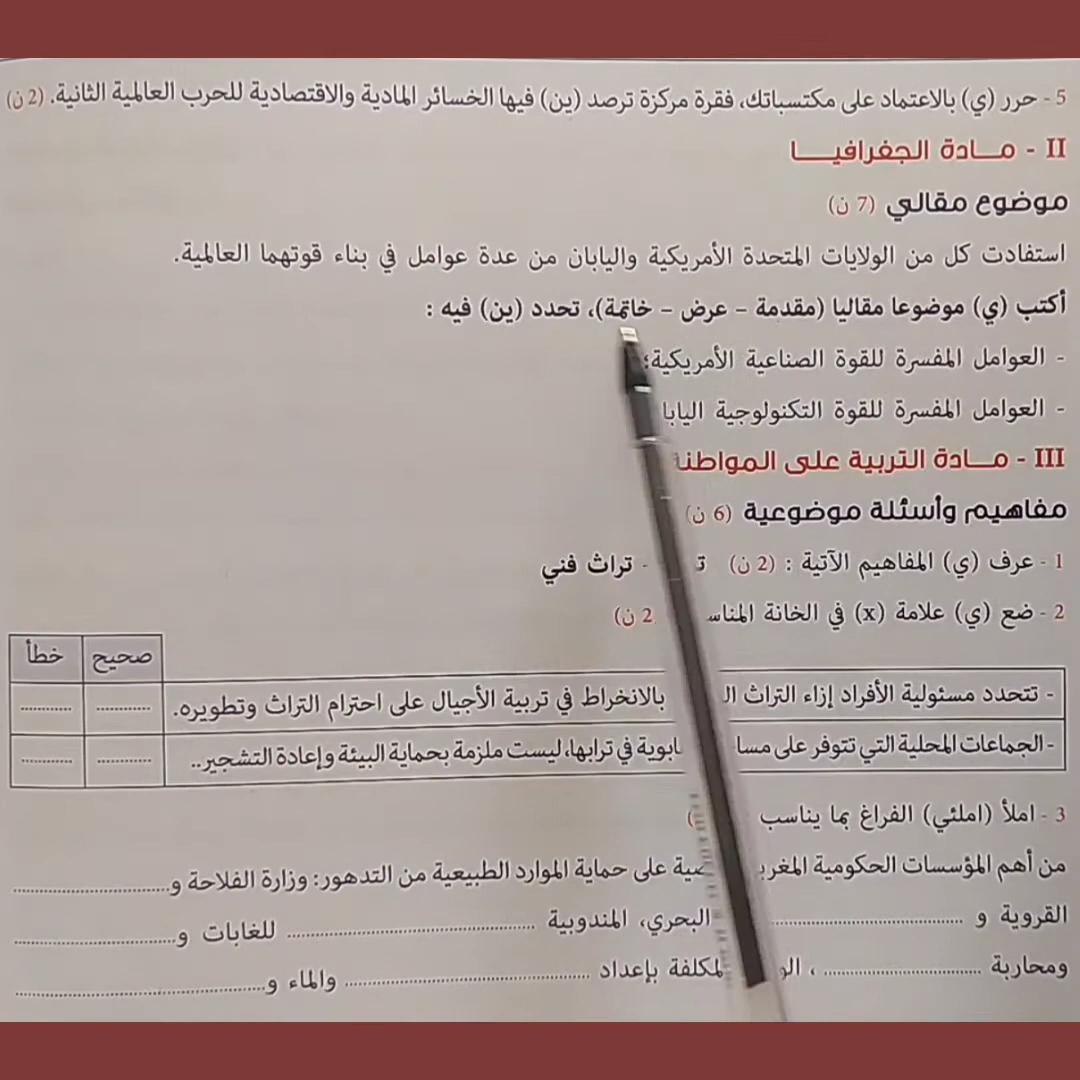 5 - حرر (ي) بالاعتماد على مكتسباتك، فقرة مركزة ترصد (ين) فيها الخسائر المادية والاقتصادية للحرب العالمية الثانية. (2 ن)
II - مـــادة الجغرافيـــا
موضوع مقالي (7 ن)
استفادت كل من الولايات المتحدة الأمريكية واليابان من عدة عوامل في بناء قوتهما العالمية.
أكتب (ي) موضوعا مقاليا (مقدمة – عرض – خاتمة)، تحدد (ين) فيه :
- العوامل المفسرة للقوة الصناعية الأمريكية؛
- العوامل المفسرة للقوة التكنولوجية
III - مـــادة التربية على
مفاهيم وأسئلة موضوعية (6 ن)
1 - عرف (ي) المفاهيم الآتية : (2 ن) - تراث فني
2 - ضع (ي) علامة (x) في الخانة 2 ن)
صحيح خطأ
- تتحدد مسئولية الأفراد إزاء التراث بالانخراط في تربية الأجيال على احترام التراث وتطويره. ............ ............
- الجماعات المحلية التي تتوفر على في ترابها، ليست ملزمة بحماية البيئة وإعادة التشجير.. ............ ............
3 - املأ (املئي) الفراغ بما يناسب
من أهم المؤسسات الحكومية على حماية الموارد الطبيعية من التدهور: وزارة الفلاحة و............................
القروية و ............................ البحري، المندوبية ............................ للغابات و............................
ومحاربة ............................ ، بإعداد ............................ والماء و............................